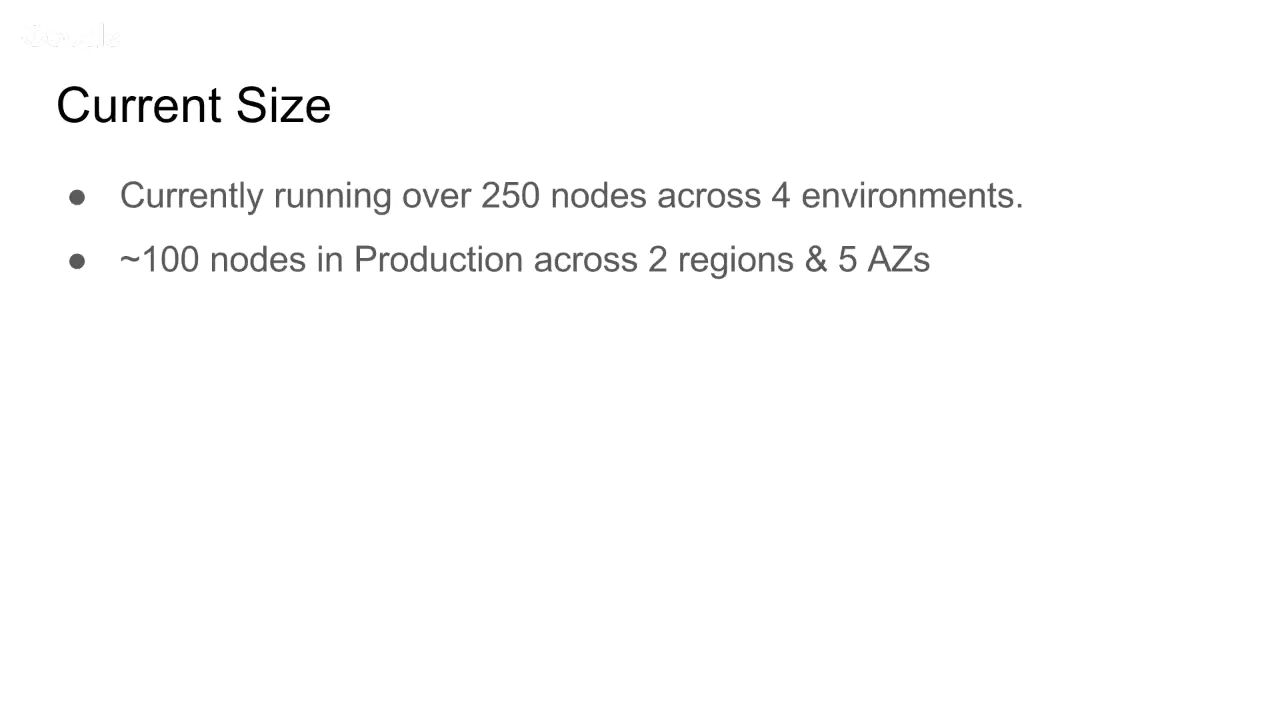 Current Size
● Currently running over 250 nodes across 4 environments.
● ~100 nodes in Production across 2 regions & 5 AZs